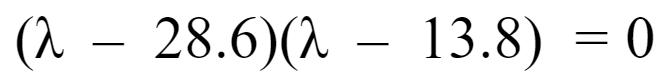 (λ – 28.6)(λ – 13.8) = 0